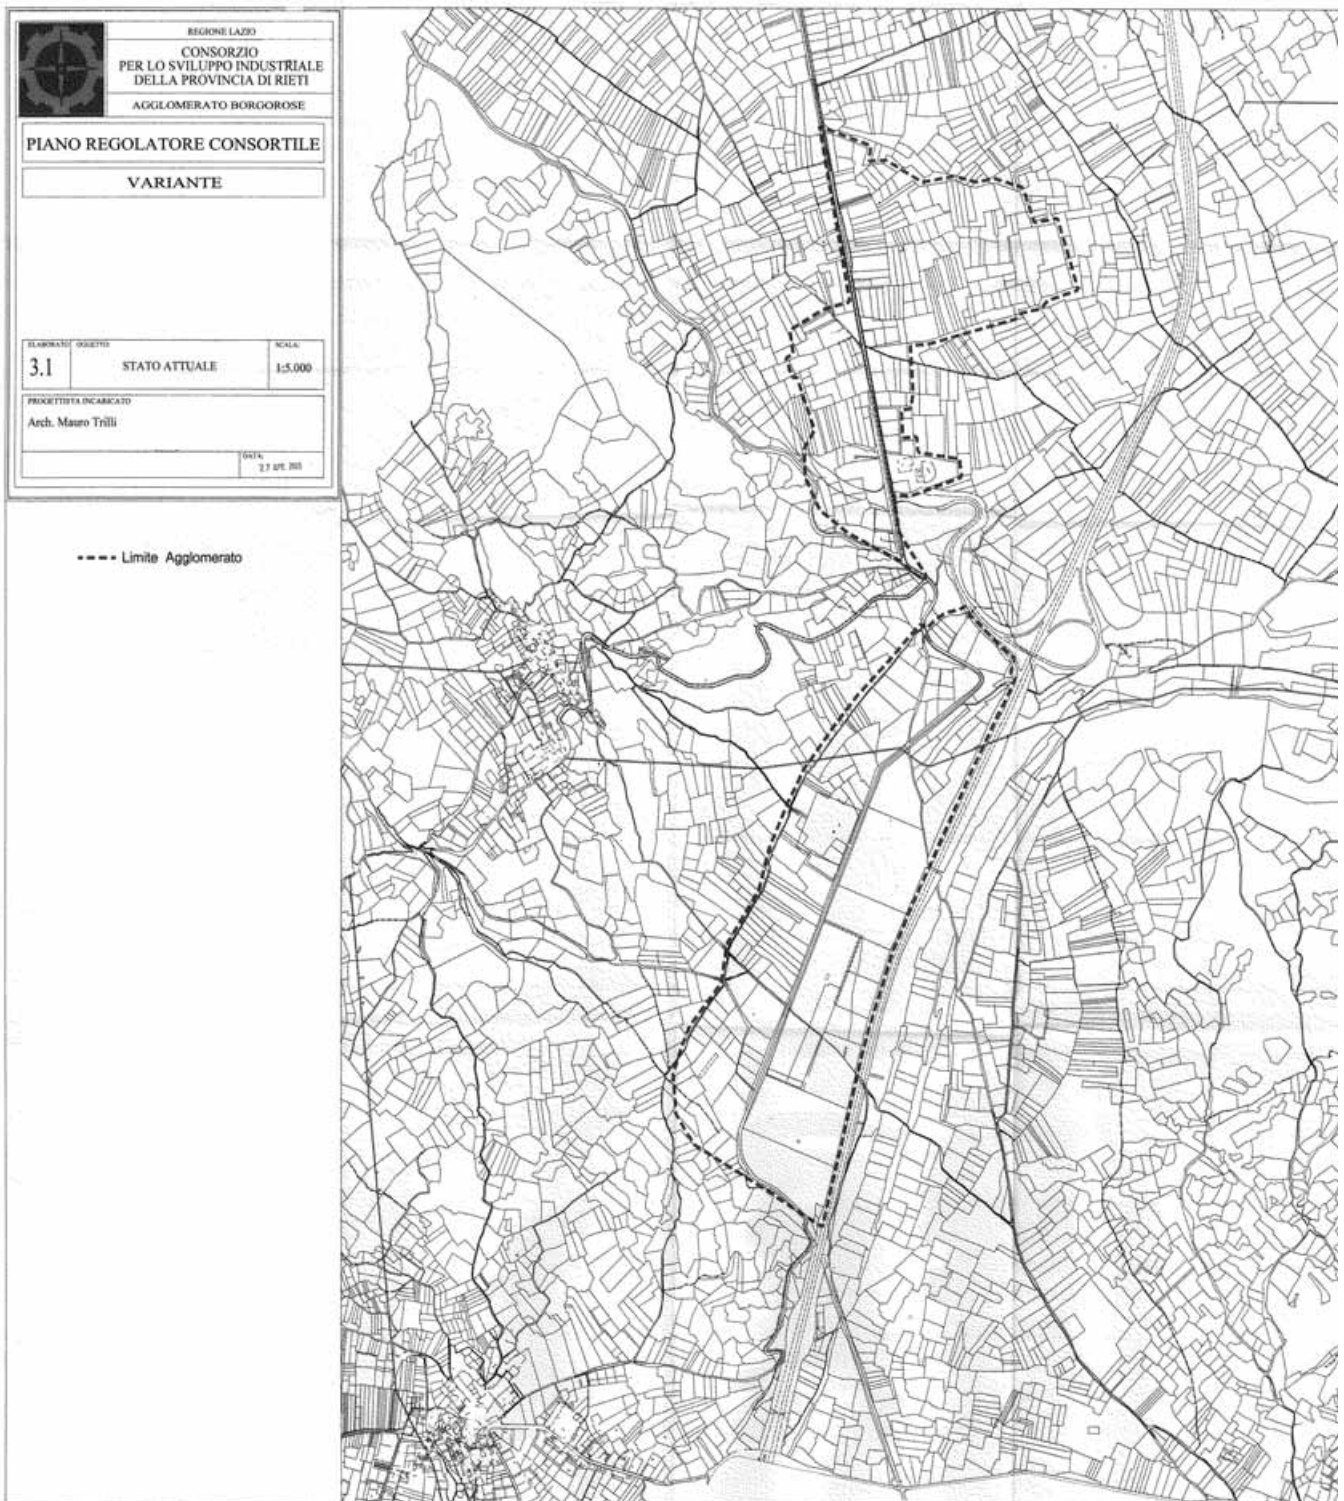 REGIONE LAZIO
CONSORZIO
PER LO SVILUPPO INDUSTRIALE
DELLA PROVINCIA DI RIETI
AGGLOMERATO BORGOROSE
PIANO REGOLATORE CONSORTILE
VARIANTE
ELABORATO OGGETTO SCALA:
3.1 STATO ATTUALE 1:5.000
PROGETTISTA INCARICATO
Arch. Mauro Trilli
DATA:
Limite Agglomerato